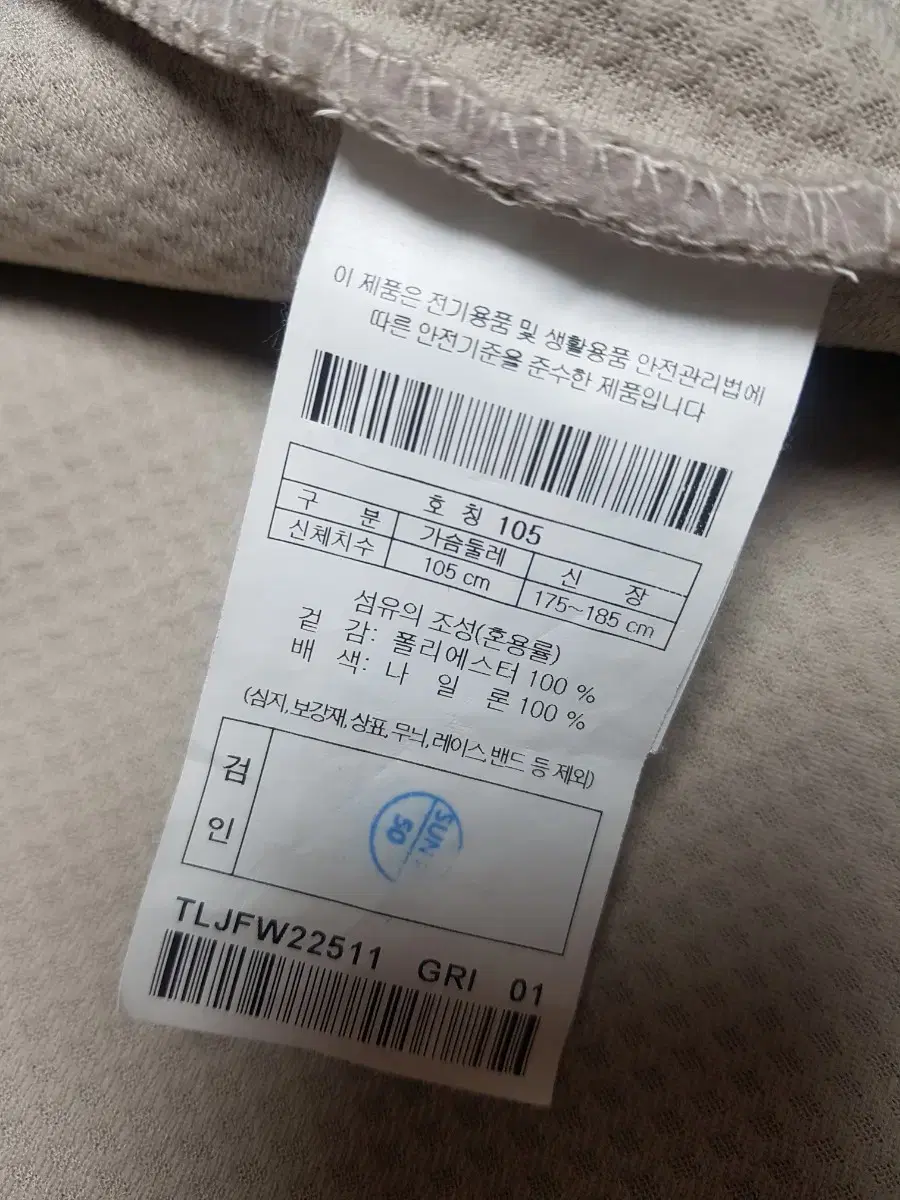 이 제품은 전기용품 및 생활용품 안전관리법에
따른 안전기준을 준수한 제품입니다
호 칭 105
구 분 가슴둘레 신 장
신체치수 105 cm 175~185 cm
섬유의 조성(혼용률)
겉 감: 폴리에스터 100 %
배 색: 나 일 론 100 %
(심지,보강재,상표,무늬,레이스,밴드 등 제외)
검
인
SUN
50
TLJFW22511 GRI 01